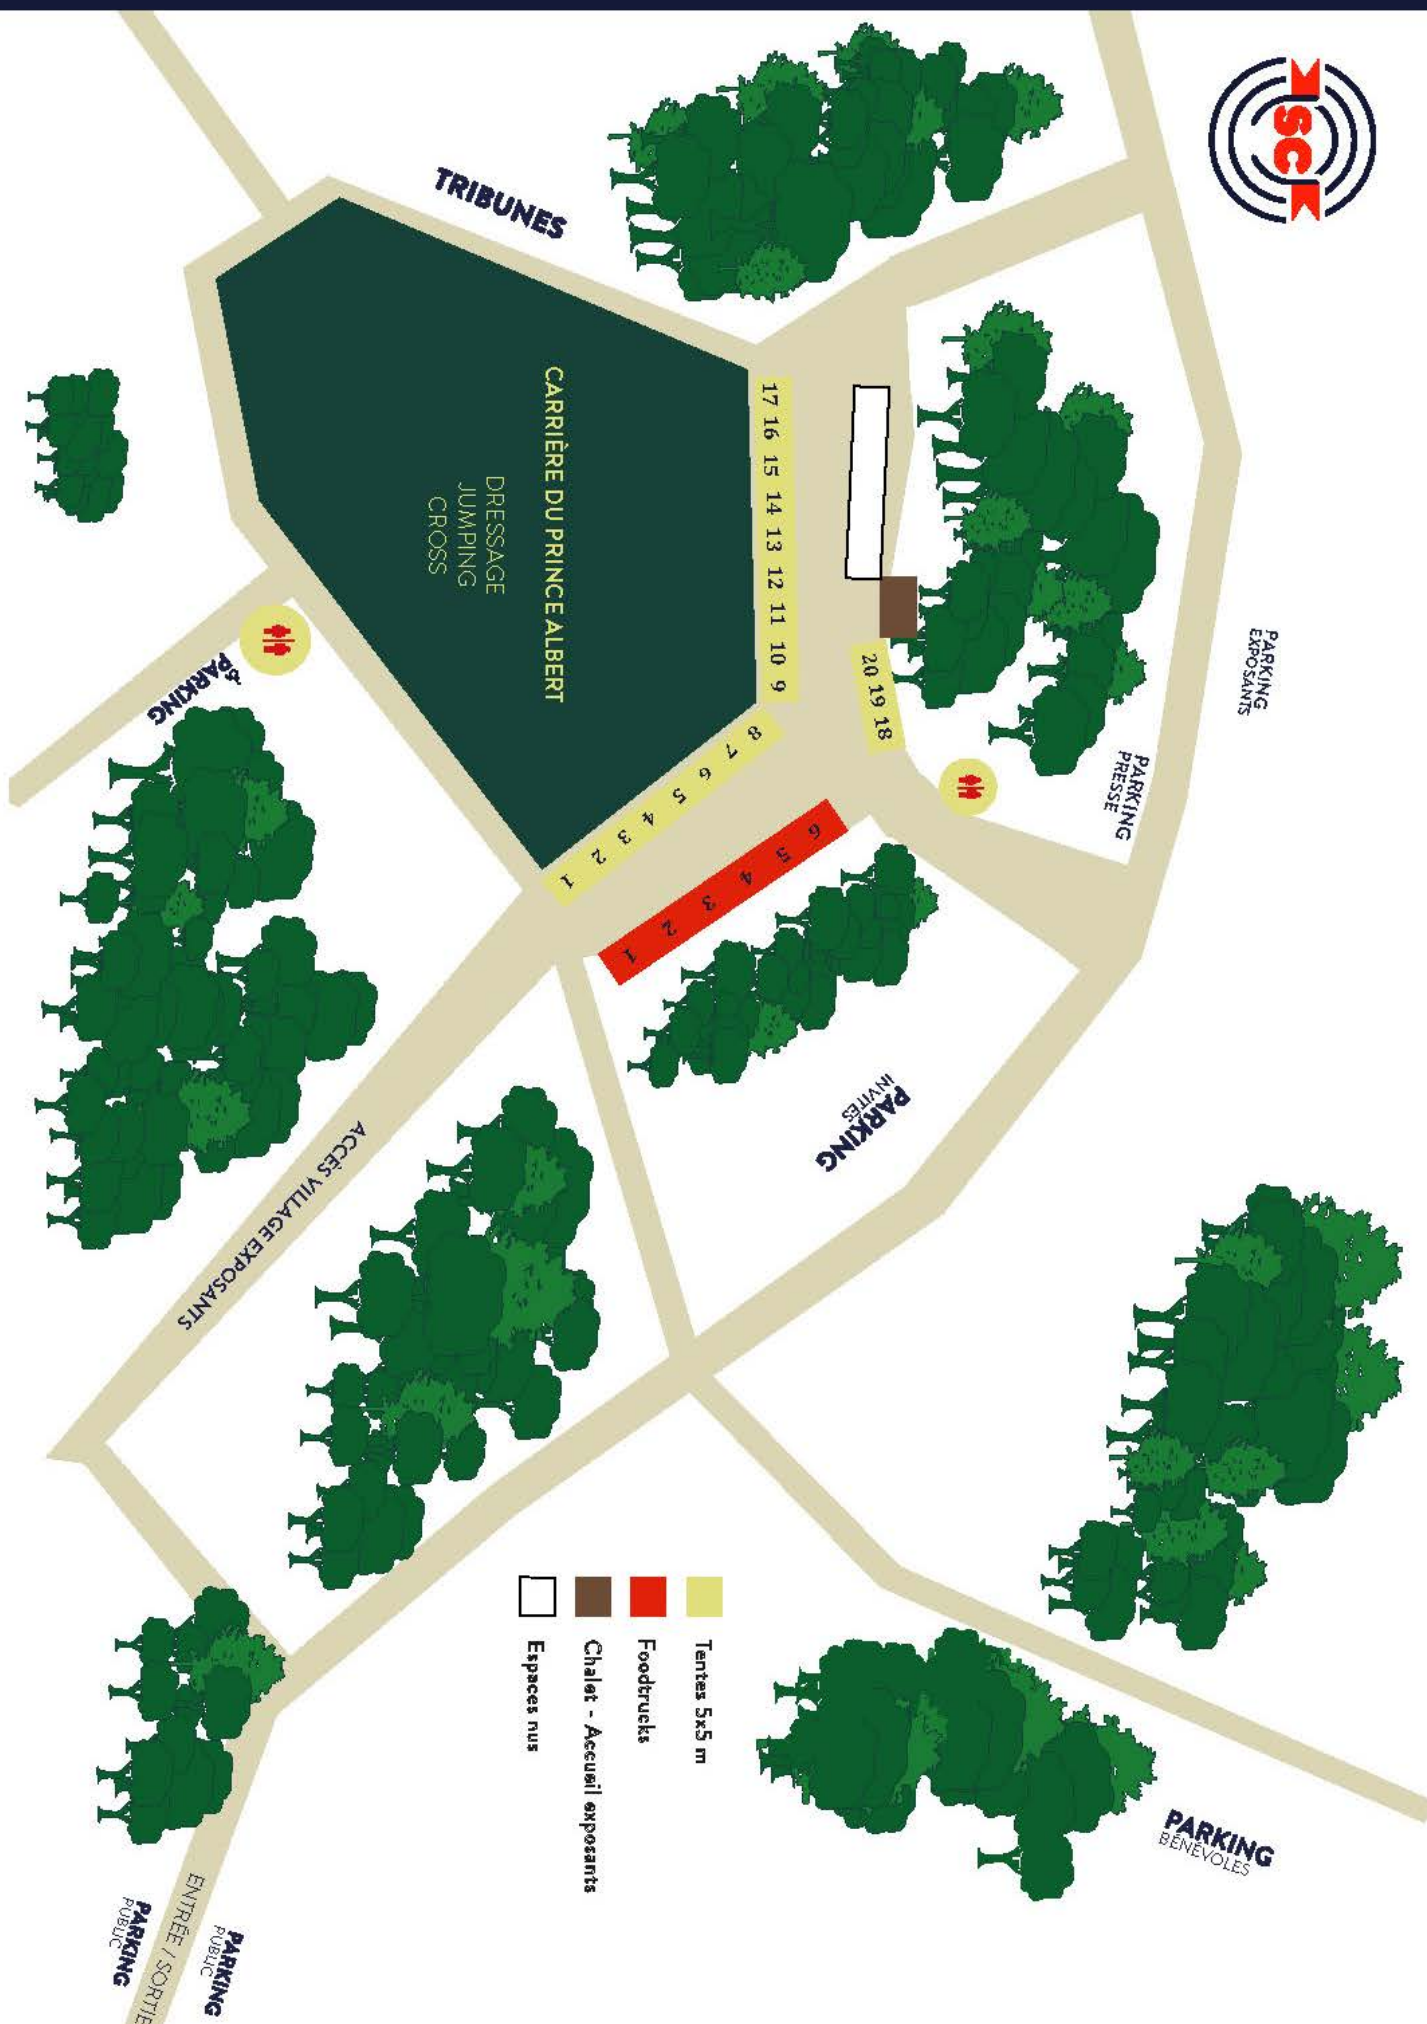 SC
TRIBUNES
CARRIÈRE DU PRINCE ALBERT
DRESSAGE
JUMPING
CROSS
17 16 15 14 13 12 11 10 9
8 7 6 5 4 3 2 1
20 19 18
6 5 4 3 2 1
PARKING
EXPOSANTS
PARKING
PRESSE
PARKING
INVITÉS
PARKING
ACCÈS VILLAGE EXPOSANTS
Tentes 5x5 m
Foodtrucks
Chalet - Accueil exposants
Espaces nus
PARKING
BÉNÉVOLES
PARKING
PUBLIC
ENTRÉE / SORTIE
PARKING
PUBLIC